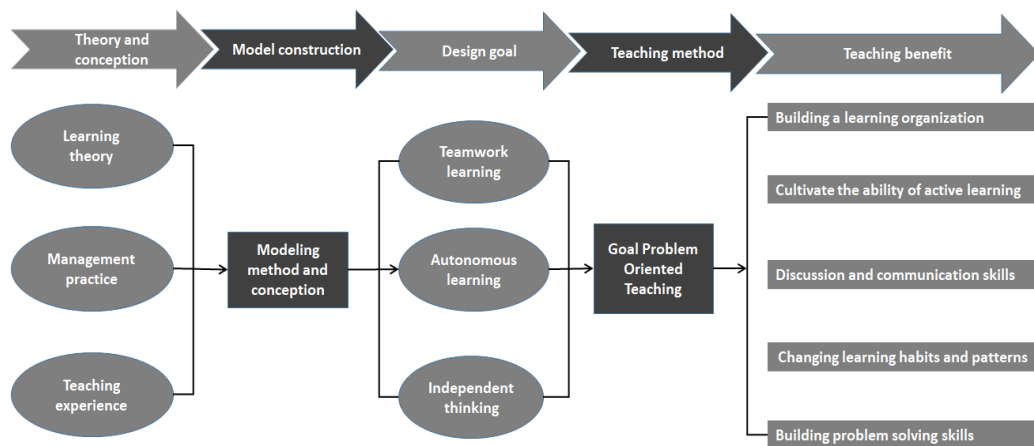 Theory and
conception
Model construction
Design goal
Teaching method
Teaching benefit
Learning
theory
Management
practice
Teaching
experience
Modeling
method and
conception
Teamwork
learning
Autonomous
learning
Independent
thinking
Goal Problem
Oriented
Teaching
Building a learning organization
Cultivate the ability of active learning
Discussion and communication skills
Changing learning habits and patterns
Building problem solving skills